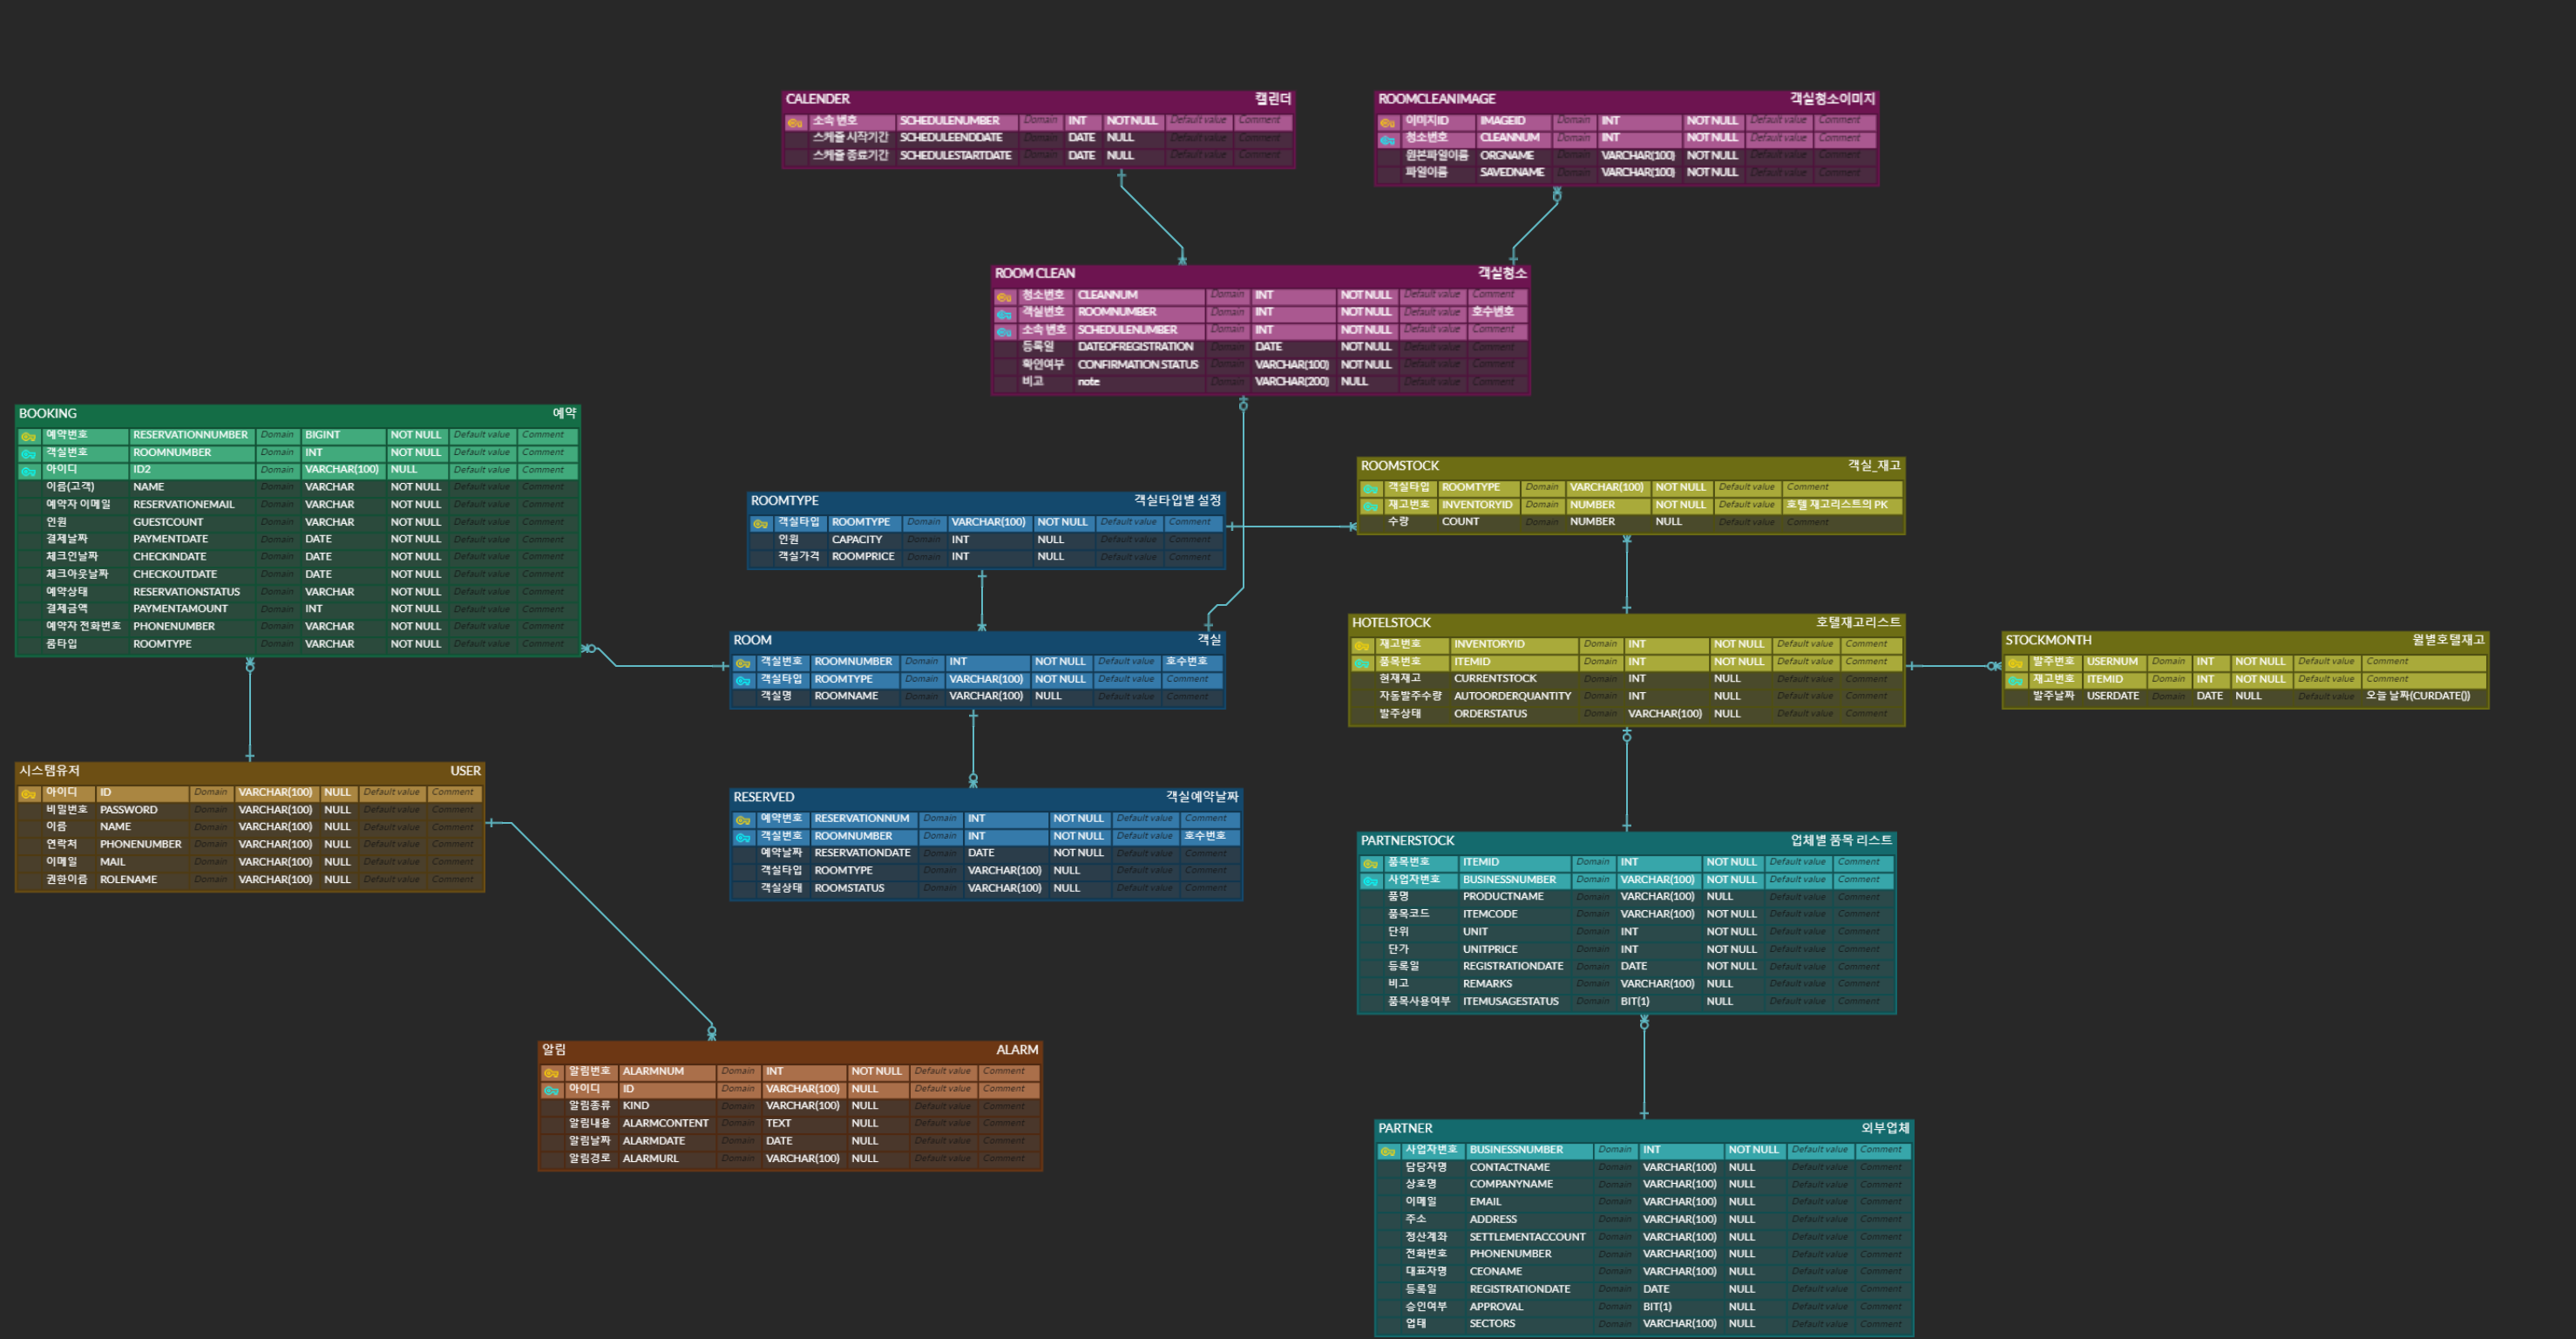 CALENDER 캘린더
소속 번호 SCHEDULENUMBER Domain INT NOT NULL Default value Comment
스케줄 시작기간 SCHEDULEENDDATE Domain DATE NULL Default value Comment
스케줄 종료기간 SCHEDULESTARTDATE Domain DATE NULL Default value Comment
ROOMCLEANIMAGE 객실청소이미지
이미지ID IMAGEID Domain INT NOT NULL Default value Comment
청소번호 CLEANNUM Domain INT NOT NULL Default value Comment
원본파일이름 ORGNAME Domain VARCHAR(100) NOT NULL Default value Comment
파일이름 SAVEDNAME Domain VARCHAR(100) NOT NULL Default value Comment
ROOM CLEAN 객실청소
청소번호 CLEANNUM Domain INT NOT NULL Default value Comment
객실번호 ROOMNUMBER Domain INT NOT NULL Default value 호수번호
소속 번호 SCHEDULENUMBER Domain INT NOT NULL Default value Comment
등록일 DATEOFREGISTRATION Domain DATE NOT NULL Default value Comment
확인여부 CONFIRMATION STATUS Domain VARCHAR(100) NOT NULL Default value Comment
비고 note Domain VARCHAR(200) NULL Default value Comment
BOOKING 예약
예약번호 RESERVATIONNUMBER Domain BIGINT NOT NULL Default value Comment
객실번호 ROOMNUMBER Domain INT NOT NULL Default value Comment
아이디 ID2 Domain VARCHAR(100) NULL Default value Comment
이름(고객) NAME Domain VARCHAR NOT NULL Default value Comment
예약자 이메일 RESERVATIONEMAIL Domain VARCHAR NOT NULL Default value Comment
인원 GUESTCOUNT Domain VARCHAR NOT NULL Default value Comment
결제날짜 PAYMENTDATE Domain DATE NOT NULL Default value Comment
체크인날짜 CHECKINDATE Domain DATE NOT NULL Default value Comment
체크아웃날짜 CHECKOUTDATE Domain DATE NOT NULL Default value Comment
예약상태 RESERVATIONSTATUS Domain VARCHAR NOT NULL Default value Comment
결제금액 PAYMENTAMOUNT Domain INT NOT NULL Default value Comment
예약자 전화번호 PHONENUMBER Domain VARCHAR NOT NULL Default value Comment
룸타입 ROOMTYPE Domain VARCHAR NOT NULL Default value Comment
ROOMTYPE 객실타입별 설정
객실타입 ROOMTYPE Domain VARCHAR(100) NOT NULL Default value Comment
인원 CAPACITY Domain INT NULL Default value Comment
객실가격 ROOMPRICE Domain INT NULL Default value Comment
ROOMSTOCK 객실_재고
객실타입 ROOMTYPE Domain VARCHAR(100) NOT NULL Default value Comment
재고번호 INVENTORYID Domain NUMBER NOT NULL Default value 호텔 재고리스트의 PK
수량 COUNT Domain NUMBER NULL Default value Comment
ROOM 객실
객실번호 ROOMNUMBER Domain INT NOT NULL Default value 호수번호
객실타입 ROOMTYPE Domain VARCHAR(100) NOT NULL Default value Comment
객실명 ROOMNAME Domain VARCHAR(100) NULL Default value Comment
HOTELSTOCK 호텔재고리스트
재고번호 INVENTORYID Domain INT NOT NULL Default value Comment
품목번호 ITEMID Domain INT NOT NULL Default value Comment
현재재고 CURRENTSTOCK Domain INT NULL Default value Comment
자동발주수량 AUTOORDERQUANTITY Domain INT NULL Default value Comment
발주상태 ORDERSTATUS Domain VARCHAR(100) NULL Default value Comment
STOCKMONTH 월별호텔재고
발주번호 USERNUM Domain INT NOT NULL Default value Comment
재고번호 ITEMID Domain INT NOT NULL Default value Comment
발주날짜 USERDATE Domain DATE NULL Default value 오늘 날짜(CURDATE())
시스템유저 USER
아이디 ID Domain VARCHAR(100) NULL Default value Comment
비밀번호 PASSWORD Domain VARCHAR(100) NULL Default value Comment
이름 NAME Domain VARCHAR(100) NULL Default value Comment
연락처 PHONENUMBER Domain VARCHAR(100) NULL Default value Comment
이메일 MAIL Domain VARCHAR(100) NULL Default value Comment
권한이름 ROLENAME Domain VARCHAR(100) NULL Default value Comment
RESERVED 객실예약날짜
예약번호 RESERVATIONNUM Domain INT NOT NULL Default value Comment
객실번호 ROOMNUMBER Domain INT NOT NULL Default value 호수번호
예약날짜 RESERVATIONDATE Domain DATE NOT NULL Default value Comment
객실타입 ROOMTYPE Domain VARCHAR(100) NULL Default value Comment
객실상태 ROOMSTATUS Domain VARCHAR(100) NULL Default value Comment
PARTNERSTOCK 업체별 품목 리스트
품목번호 ITEMID Domain INT NOT NULL Default value Comment
사업자번호 BUSINESSNUMBER Domain VARCHAR(100) NOT NULL Default value Comment
품명 PRODUCTNAME Domain VARCHAR(100) NULL Default value Comment
품목코드 ITEMCODE Domain VARCHAR(100) NOT NULL Default value Comment
단위 UNIT Domain INT NOT NULL Default value Comment
단가 UNITPRICE Domain INT NOT NULL Default value Comment
등록일 REGISTRATIONDATE Domain DATE NOT NULL Default value Comment
비고 REMARKS Domain VARCHAR(100) NULL Default value Comment
품목사용여부 ITEMUSAGESTATUS Domain BIT(1) NULL Default value Comment
알림 ALARM
알림번호 ALARMNUM Domain INT NOT NULL Default value Comment
아이디 ID Domain VARCHAR(100) NULL Default value Comment
알림종류 KIND Domain VARCHAR(100) NULL Default value Comment
알림내용 ALARMCONTENT Domain TEXT NULL Default value Comment
알림날짜 ALARMDATE Domain DATE NULL Default value Comment
알림경로 ALARMURL Domain VARCHAR(100) NULL Default value Comment
PARTNER 외부업체
사업자번호 BUSINESSNUMBER Domain INT NOT NULL Default value Comment
담당자명 CONTACTNAME Domain VARCHAR(100) NULL Default value Comment
상호명 COMPANYNAME Domain VARCHAR(100) NULL Default value Comment
이메일 EMAIL Domain VARCHAR(100) NULL Default value Comment
주소 ADDRESS Domain VARCHAR(100) NULL Default value Comment
정산계좌 SETTLEMENTACCOUNT Domain VARCHAR(100) NULL Default value Comment
전화번호 PHONENUMBER Domain VARCHAR(100) NULL Default value Comment
대표자명 CEONAME Domain VARCHAR(100) NULL Default value Comment
등록일 REGISTRATIONDATE Domain DATE NULL Default value Comment
승인여부 APPROVAL Domain BIT(1) NULL Default value Comment
업태 SECTORS Domain VARCHAR(100) NULL Default value Comment